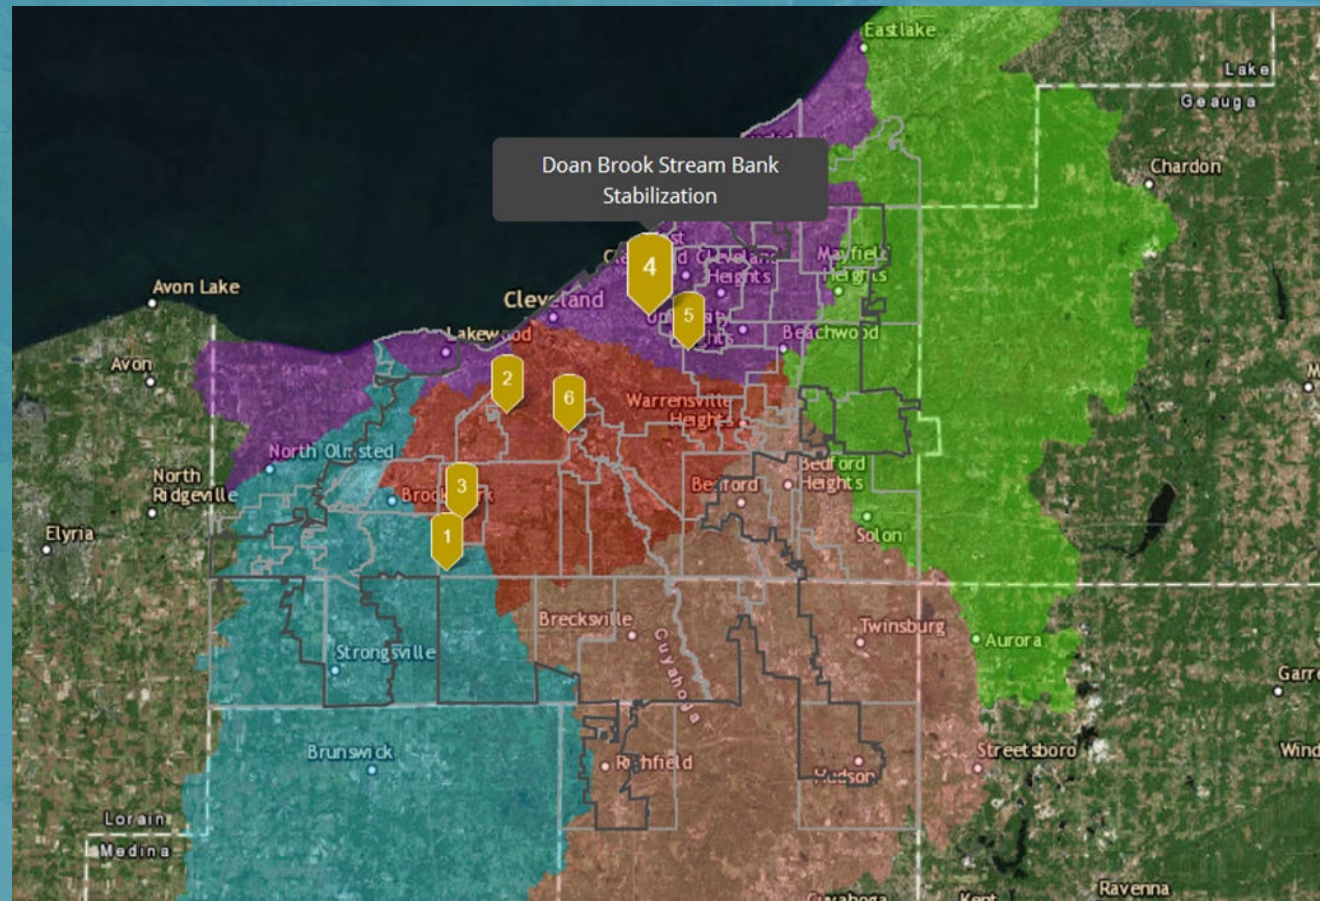 Eastlake
Lake
Geauga
Doan Brook Stream Bank
Stabilization
Chardon
4
Cleveland
Heights
Mayfield
Heights
Avon Lake
Cleveland
5
Lakewood
Beachwood
Avon
2
6
Warrensville
Heights
North Olmsted
North
Ridgeville
3
Bedford
Bedford
Heights
Elyria
1
Solon
Brecksville
Twinsburg
Cuyahoga
Aurora
Strongsville
Brunswick
Richfield
Streetsboro
Hudson
Lorain
Medina
Ravenna
Kent